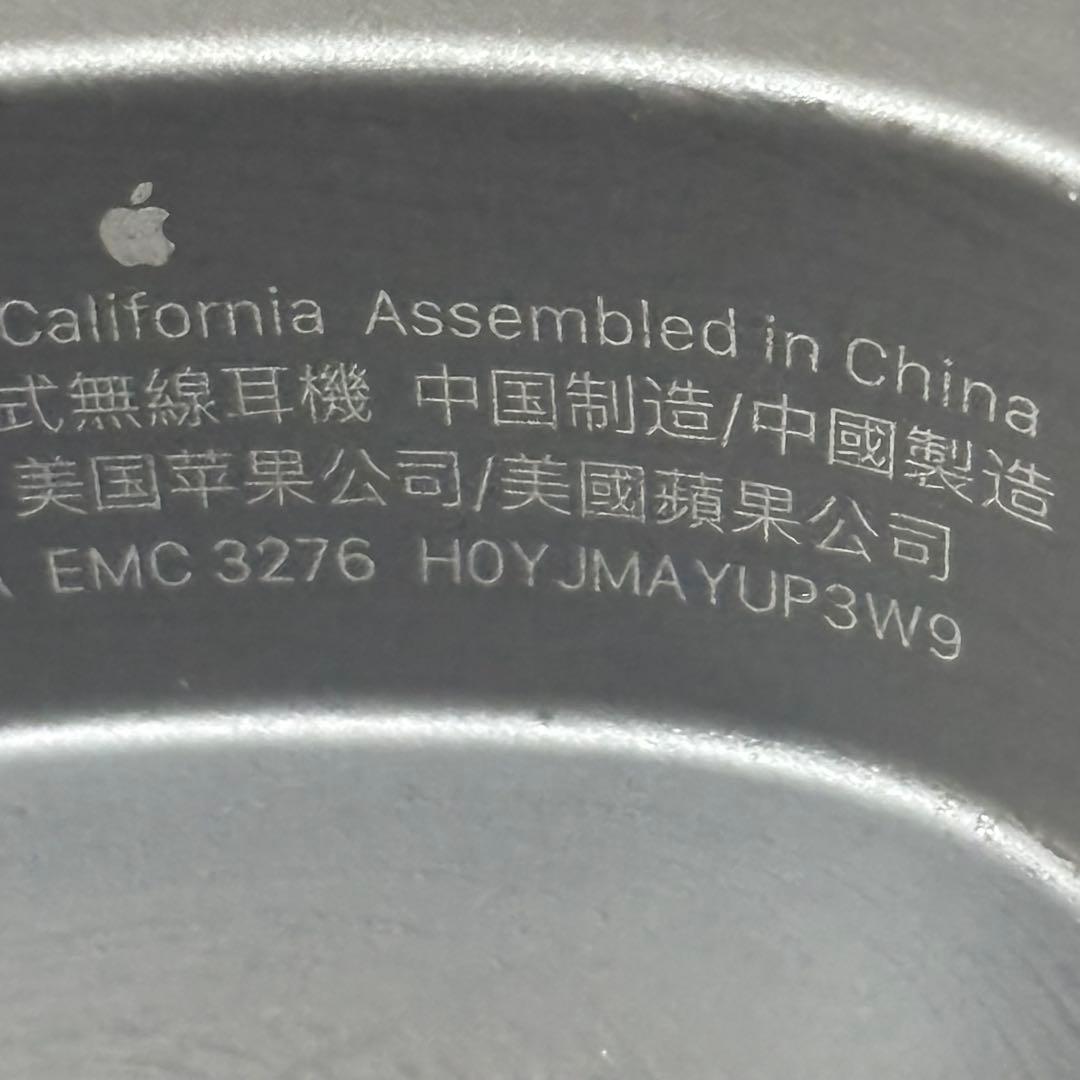 California Assembled in China
式無線耳機 中国制造/中國製造
美国苹果公司/美國蘋果公司
EMC 3276 H0YJMAYUP3W9